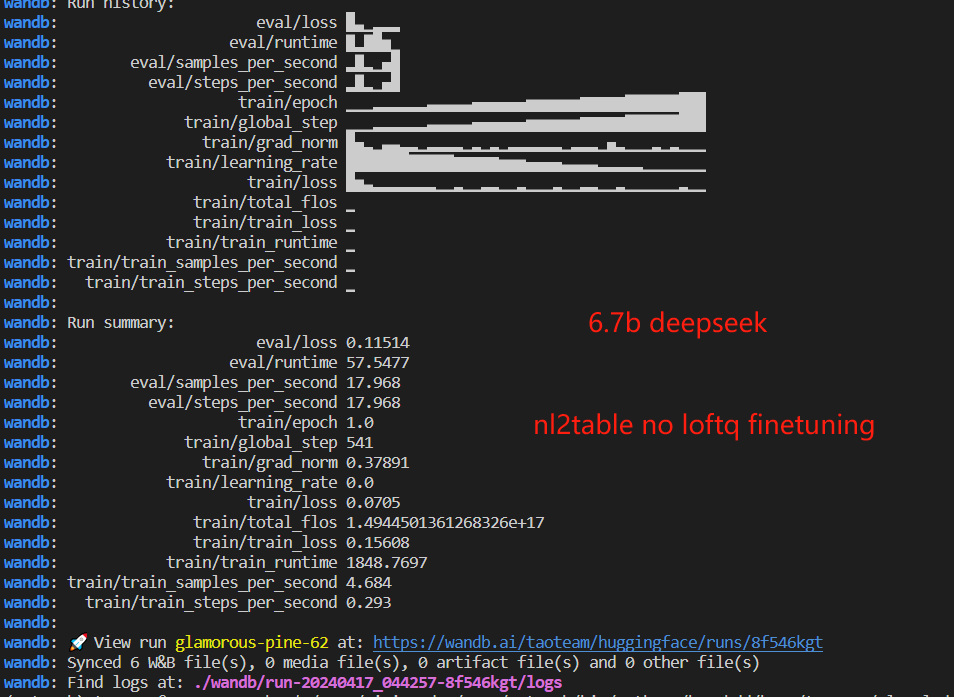 wandb: Run history:
wandb: eval/loss
wandb: eval/runtime
wandb: eval/samples_per_second
wandb: eval/steps_per_second
wandb: train/epoch
wandb: train/global_step
wandb: train/grad_norm
wandb: train/learning_rate
wandb: train/loss
wandb: train/total_flos
wandb: train/train_loss
wandb: train/train_runtime
wandb: train/train_samples_per_second
wandb: train/train_steps_per_second
wandb:
wandb: Run summary:
6.7b deepseek
wandb: eval/loss 0.11514
wandb: eval/runtime 57.5477
wandb: eval/samples_per_second 17.968
wandb: eval/steps_per_second 17.968
wandb: train/epoch 1.0
nl2table no loftq finetuning
wandb: train/global_step 541
wandb: train/grad_norm 0.37891
wandb: train/learning_rate 0.0
wandb: train/loss 0.0705
wandb: train/total_flos 1.4944501361268326e+17
wandb: train/train_loss 0.15608
wandb: train/train_runtime 1848.7697
wandb: train/train_samples_per_second 4.684
wandb: train/train_steps_per_second 0.293
wandb:
wandb: 🚀 View run glamorous-pine-62 at: https://wandb.ai/taoteam/huggingface/runs/8f546kgt
wandb: Synced 6 W&B file(s), 0 media file(s), 0 artifact file(s) and 0 other file(s)
wandb: Find logs at: ./wandb/run-20240417_044257-8f546kgt/logs